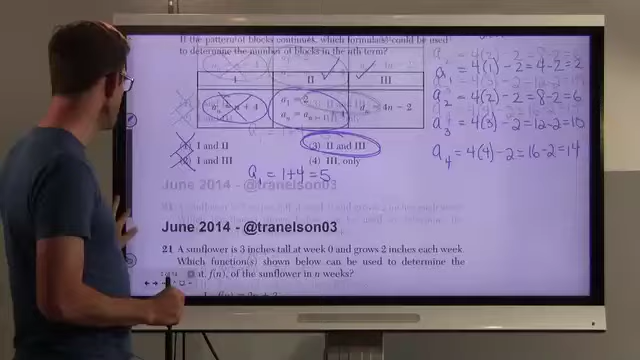 If the pattern of blocks continues, which formula(s) could be used
to determine the number of blocks in the nth term?
I II III
aₙ = n + 4
a₁ = 2
aₙ = aₙ₋₁ + 4
= 4n − 2
(1) I and II
(2) I and III
(3) II and III
(4) III, only
a₁ = 1+4 = 5
a₁ = 4(1) − 2 = 4−2 = 2
a₂ = 4(2) − 2 = 8−2 = 6
a₃ = 4(3) − 2 = 12−2 = 10
a₄ = 4(4) − 2 = 16−2 = 14
June 2014 - @tranelson03
June 2014 - @tranelson03
21 A sunflower is 3 inches tall at week 0 and grows 2 inches each week.
Which function(s) shown below can be used to determine the
f(n), of the sunflower in n weeks?